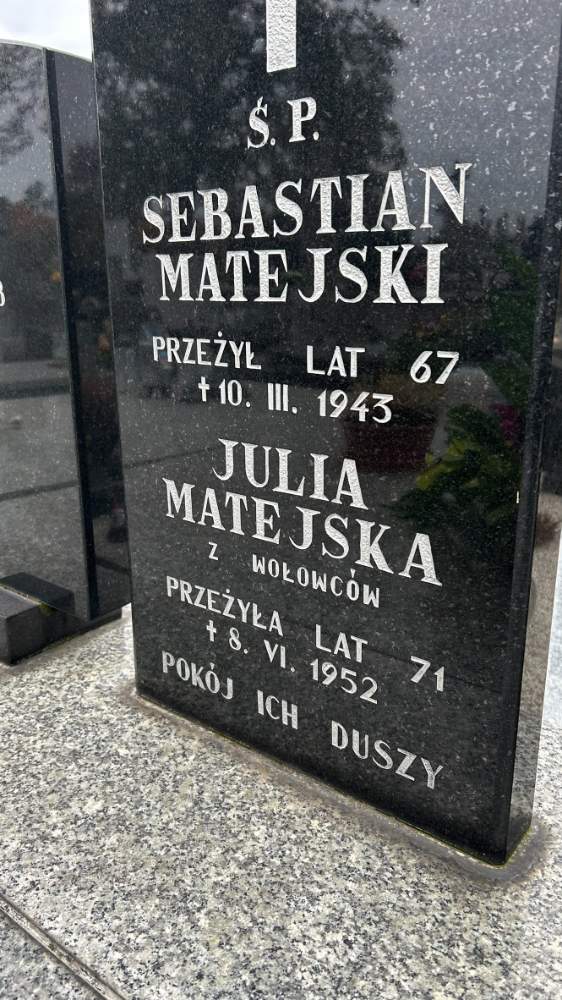 Ś. P.
SEBASTIAN
MATEJSKI
PRZEŻYŁ LAT 67
† 10. III. 1943
JULIA
MATEJSKA
Z WOŁOWCÓW
PRZEŻYŁA LAT 71
† 8. VI. 1952
POKÓJ ICH DUSZY